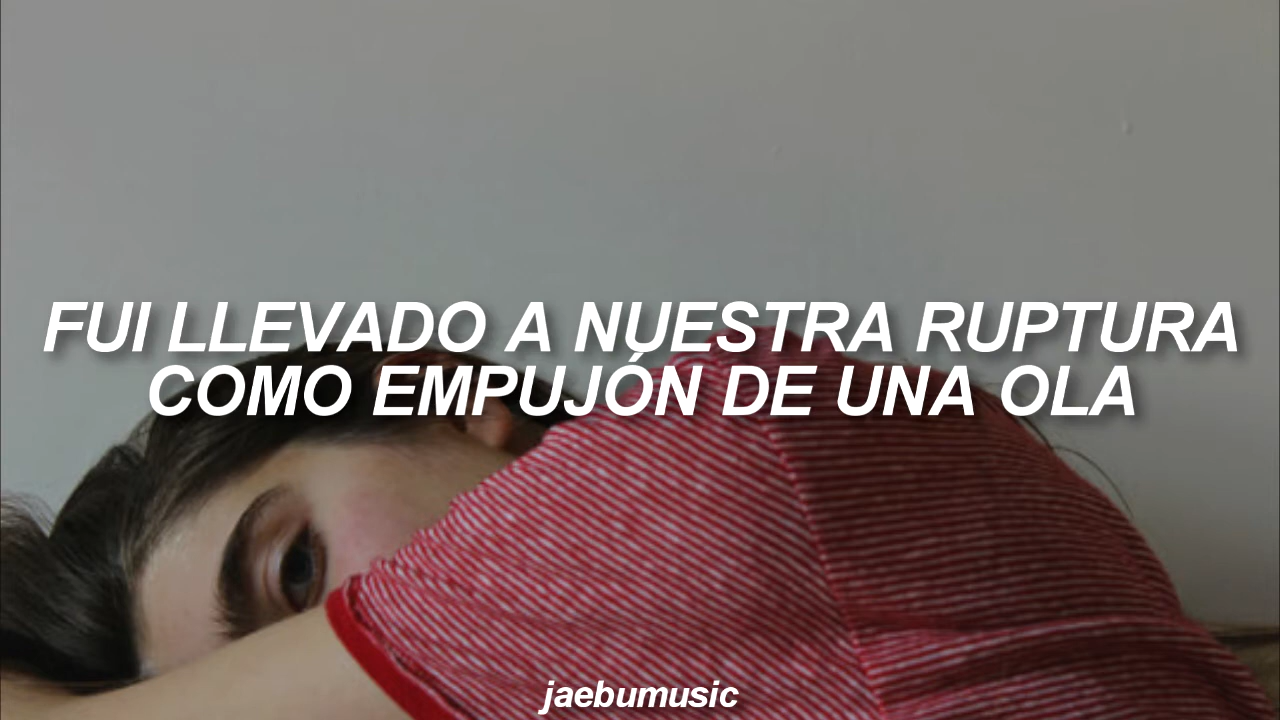 FUI LLEVADO A NUESTRA RUPTURA
COMO EMPUJÓN DE UNA OLA
jaebumusic